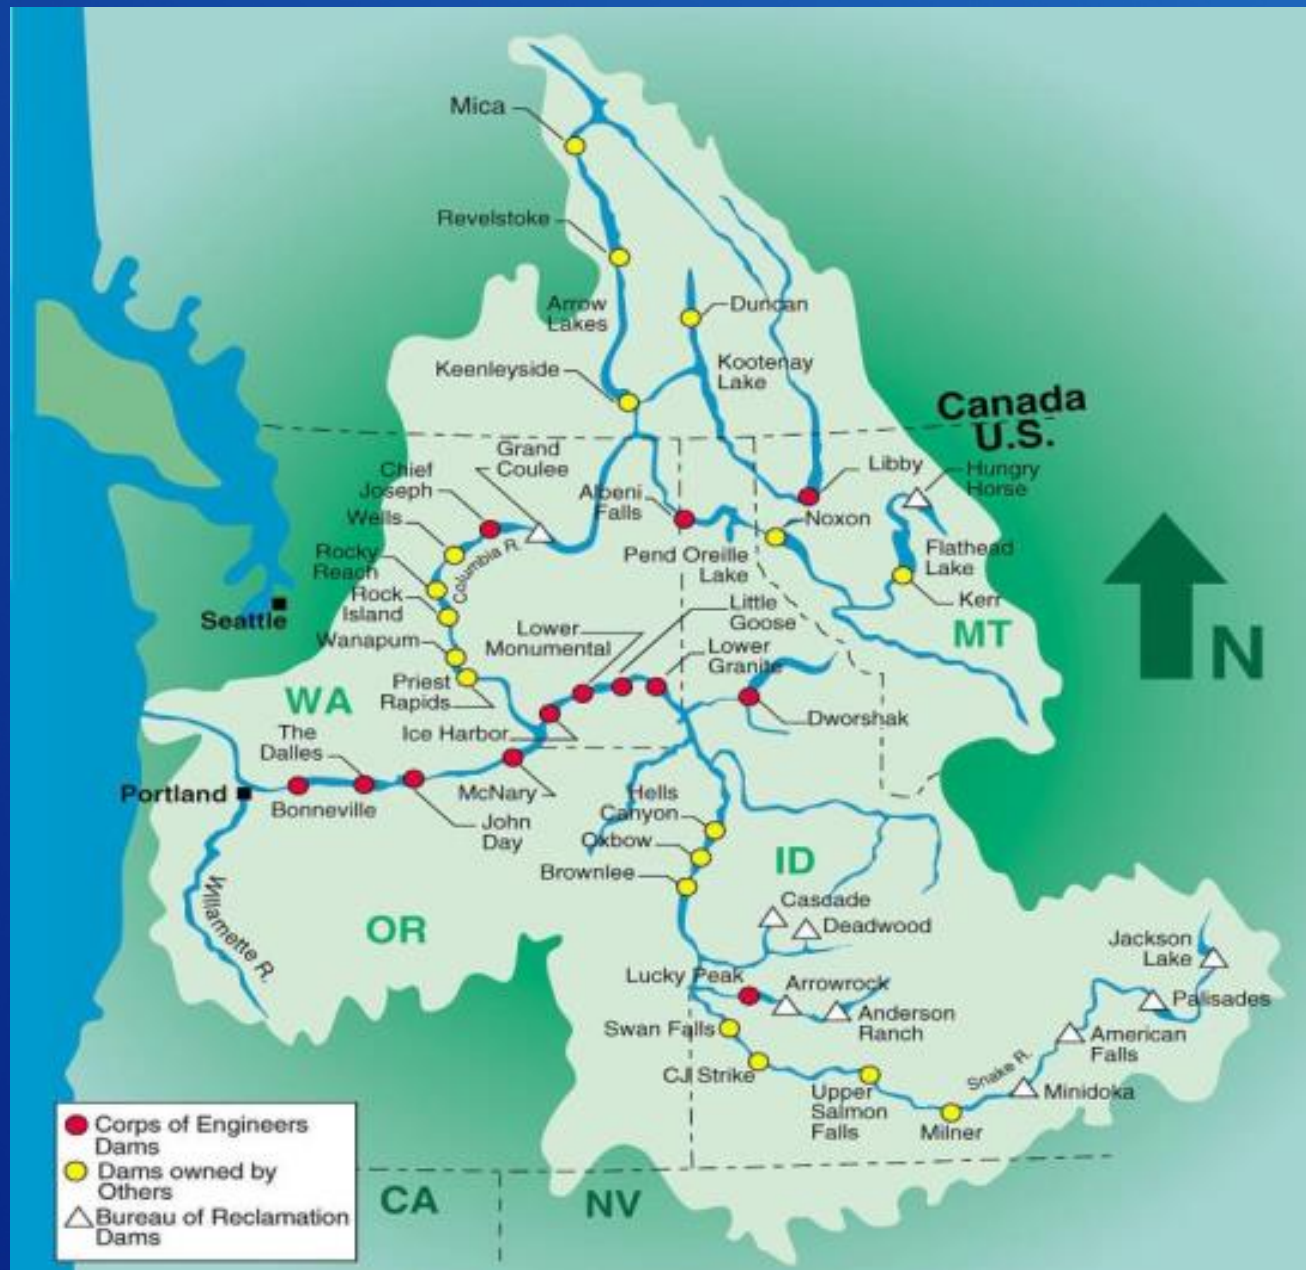 Mica
Revelstoke
Arrow
Lakes
Duncan
Keenleyside
Kootenay
Lake
Canada
U.S.
Grand
Coulee
Chief
Joseph
Libby
Hungry
Horse
Albeni
Falls
Wells
Noxon
Columbia R.
Rocky
Reach
Pend Oreille
Lake
Flathead
Lake
Rock
Island
Seattle
Kerr
Little
Goose
Lower
Monumental
Wanapum
MT
N
Lower
Granite
Priest
Rapids
WA
Ice Harbor
Dworshak
The
Dalles
Portland
Bonneville
McNary
John
Day
Hells
Canyon
Oxbow
Brownlee
ID
Willamette R.
OR
Casdade
Deadwood
Jackson
Lake
Lucky Peak
Arrowrock
Palisades
Anderson
Ranch
Swan Falls
American
Falls
CJ Strike
Snake R.
Upper
Salmon
Falls
Minidoka
Milner
Corps of Engineers
Dams
Dams owned by
Others
Bureau of Reclamation
Dams
CA
NV